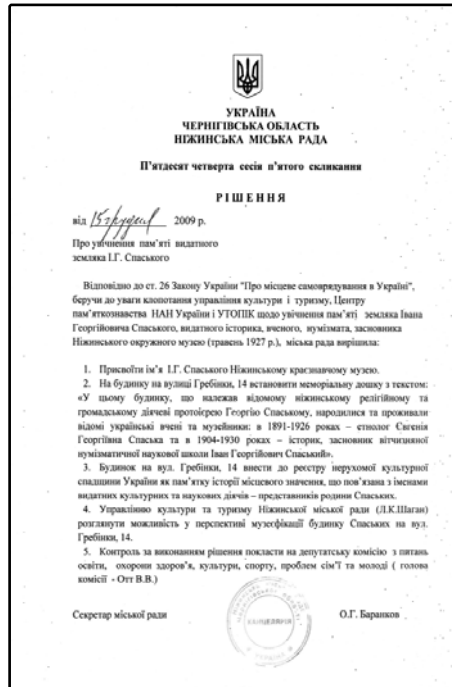 УКРАЇНА
ЧЕРНІГІВСЬКА ОБЛАСТЬ
НІЖИНСЬКА МІСЬКА РАДА
П'ятдесят четверта сесія п'ятого скликання
Р І Ш Е Н Н Я
від 15 грудня 2009 р.
Про увічнення пам'яті видатного
земляка І.Г. Спаського
Відповідно до ст. 26 Закону України "Про місцеве самоврядування в Україні",
беручи до уваги клопотання управління культури і туризму, Центру
пам'яткознавства НАН України і УТОПІК щодо увічнення пам'яті земляка Івана
Георгійовича Спаського, видатного історика, вченого, нумізмата, засновника
Ніжинського окружного музею (травень 1927 р.), міська рада вирішила:
1. Присвоїти ім'я І.Г. Спаського Ніжинському краєзнавчому музею.
2. На будинку на вулиці Гребінки, 14 встановити меморіальну дошку з текстом:
«У цьому будинку, що належав відомому ніжинському релігійному та
громадському діячеві протоієрею Георгію Спаському, народилися та проживали
відомі українські вчені та музейники: в 1891-1926 роках – етнолог Євгенія
Георгіївна Спаська та в 1904-1930 роках – історик, засновник вітчизняної
нумізматичної наукової школи Іван Георгійович Спаський».
3. Будинок на вул. Гребінки, 14 внести до реєстру нерухомої культурної
спадщини України як пам'ятку історії місцевого значення, що пов'язана з іменами
видатних культурних та наукових діячів – представників родини Спаських.
4. Управлінню культури та туризму Ніжинської міської ради (Л.К.Шаган)
розглянути можливість у перспективі музеєфікації будинку Спаських на вул.
Гребінки, 14.
5. Контроль за виконанням рішення покласти на депутатську комісію з питань
освіти, охорони здоров'я, культури, спорту, проблем сім'ї та молоді ( голова
комісії - Отт В.В.)
Секретар міської ради О.Г. Баранков
КАНЦЕЛЯРІЯ